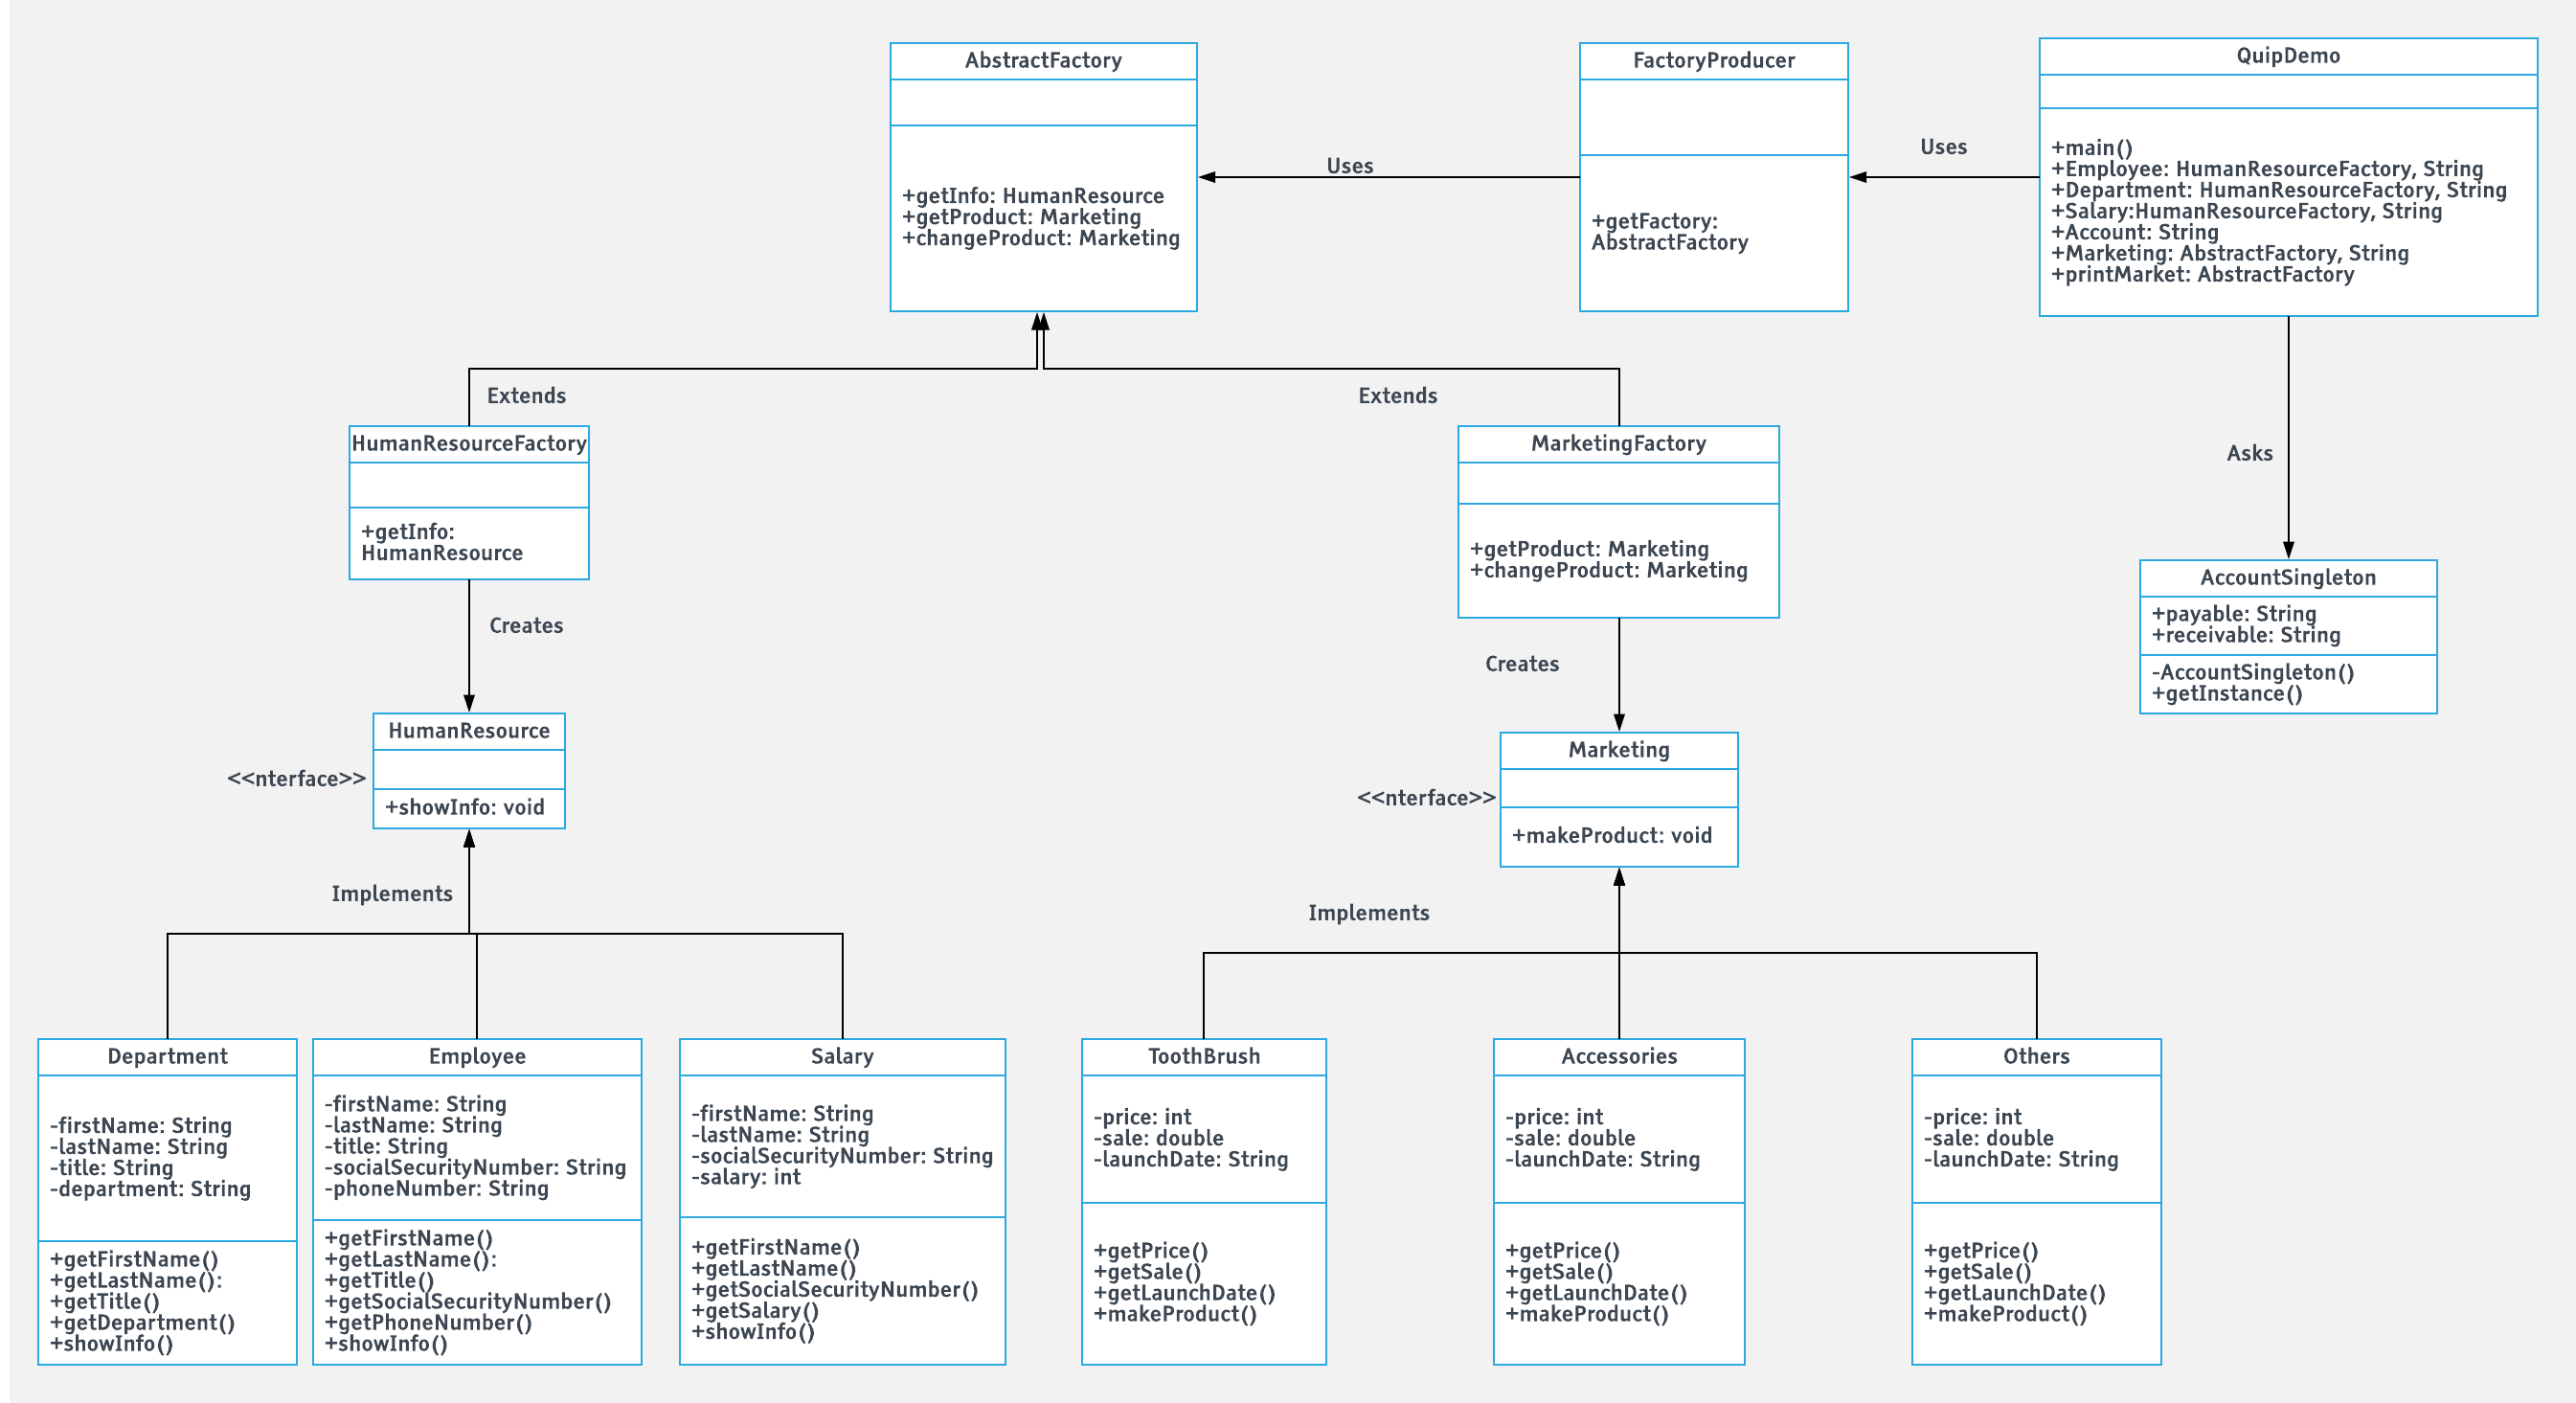 AbstractFactory
+getInfo: HumanResource
+getProduct: Marketing
+changeProduct: Marketing
Uses
FactoryProducer
+getFactory:
AbstractFactory
Uses
QuipDemo
+main()
+Employee: HumanResourceFactory, String
+Department: HumanResourceFactory, String
+Salary:HumanResourceFactory, String
+Account: String
+Marketing: AbstractFactory, String
+printMarket: AbstractFactory
Extends
Extends
Asks
HumanResourceFactory
+getInfo:
HumanResource
MarketingFactory
+getProduct: Marketing
+changeProduct: Marketing
AccountSingleton
+payable: String
+receivable: String
-AccountSingleton()
+getInstance()
Creates
Creates
HumanResource
<<nterface>>
+showInfo: void
Marketing
<<nterface>>
+makeProduct: void
Implements
Implements
Department
-firstName: String
-lastName: String
-title: String
-department: String
+getFirstName()
+getLastName():
+getTitle()
+getDepartment()
+showInfo()
Employee
-firstName: String
-lastName: String
-title: String
-socialSecurityNumber: String
-phoneNumber: String
+getFirstName()
+getLastName():
+getTitle()
+getSocialSecurityNumber()
+getPhoneNumber()
+showInfo()
Salary
-firstName: String
-lastName: String
-socialSecurityNumber: String
-salary: int
+getFirstName()
+getLastName()
+getSocialSecurityNumber()
+getSalary()
+showInfo()
ToothBrush
-price: int
-sale: double
-launchDate: String
+getPrice()
+getSale()
+getLaunchDate()
+makeProduct()
Accessories
-price: int
-sale: double
-launchDate: String
+getPrice()
+getSale()
+getLaunchDate()
+makeProduct()
Others
-price: int
-sale: double
-launchDate: String
+getPrice()
+getSale()
+getLaunchDate()
+makeProduct()